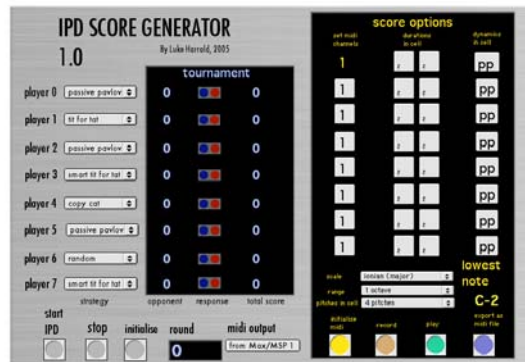 IPD SCORE GENERATOR
1.0
By Luke Harrald, 2005
tournament
player 0 passive pavlov 0 0
player 1 tit for tat 0 0
player 2 passive pavlov 0 0
player 3 smart tit for tat 0 0
player 4 copy cat 0 0
player 5 passive pavlov 0 0
player 6 random 0 0
player 7 smart tit for tat 0 0
strategy opponent response total score
start IPD stop initialise round midi output
0 from Max/MSP 1
score options
set midi channels durations in cell dynamics in cell
1 pp
1 pp
1 pp
1 pp
1 pp
1 pp
1 pp
1 pp
scale ionian (major)
range 1 octave
pitches in cell 4 pitches
lowest note
C-2
initialize midi record play export as midi file